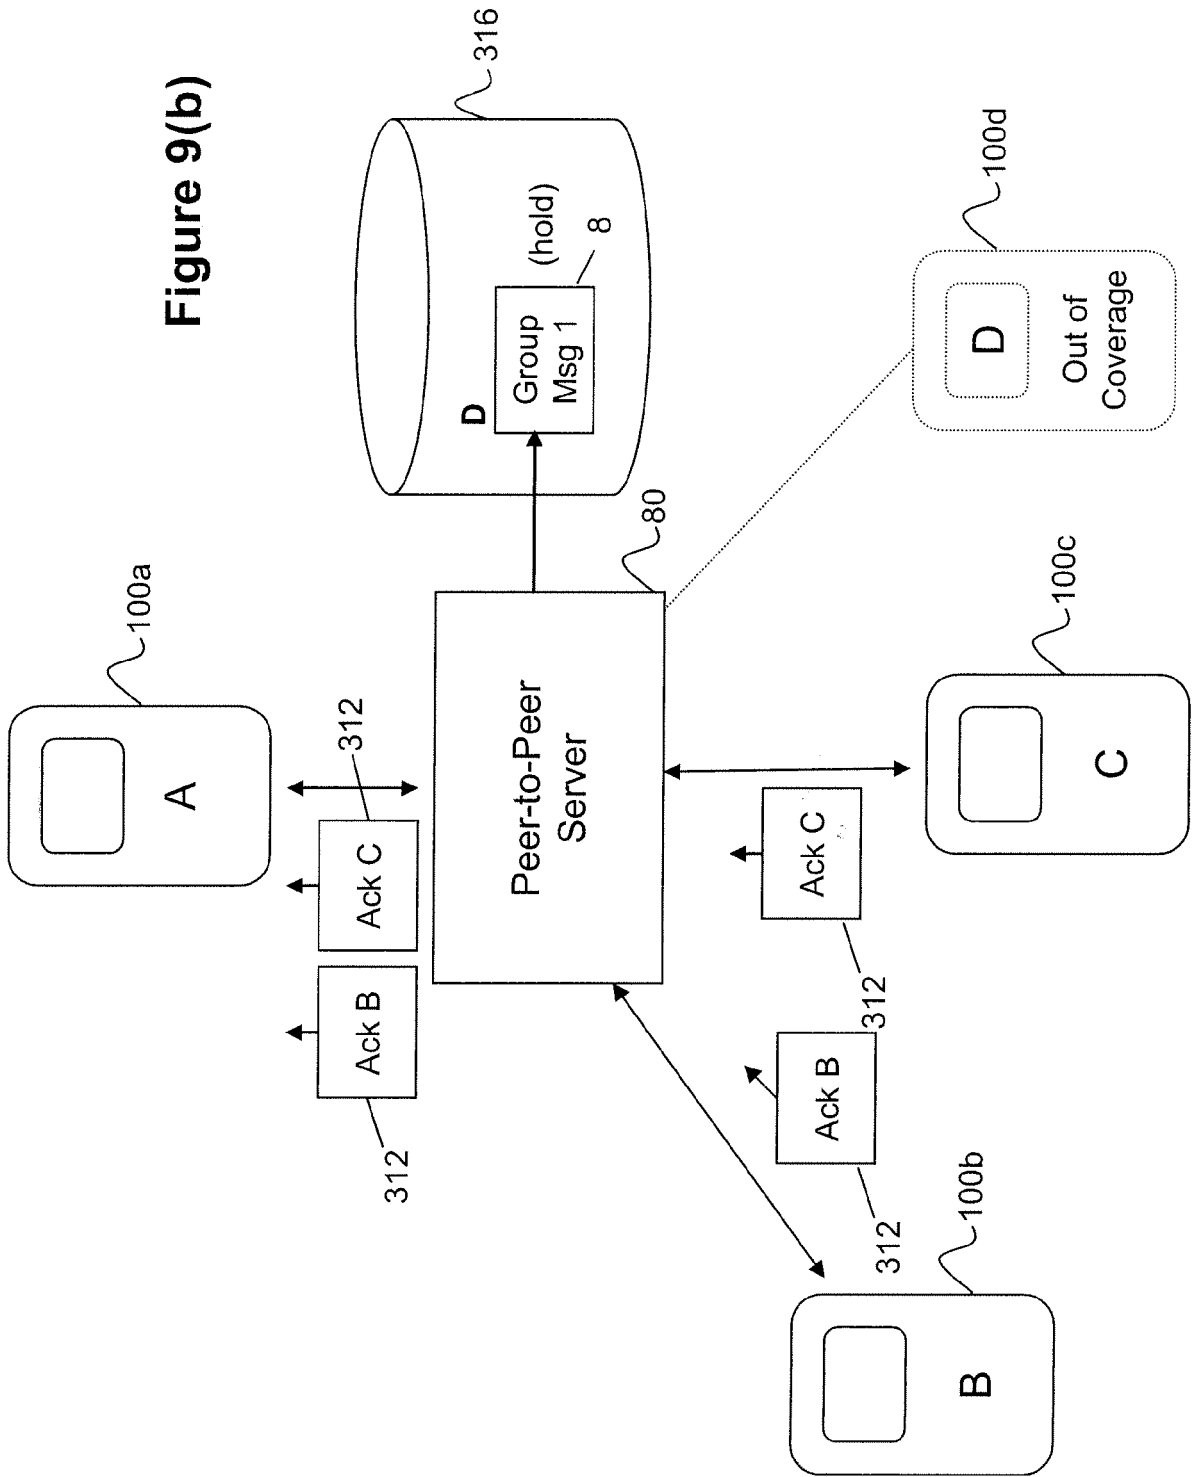 Figure 9(b)
100a
A
312
Ack B
Ack C
312
316
D
Group
Msg 1
(hold)
8
Peer-to-Peer
Server
80
312
Ack B
312
Ack C
B
100b
C
100c
D
Out of
Coverage
100d